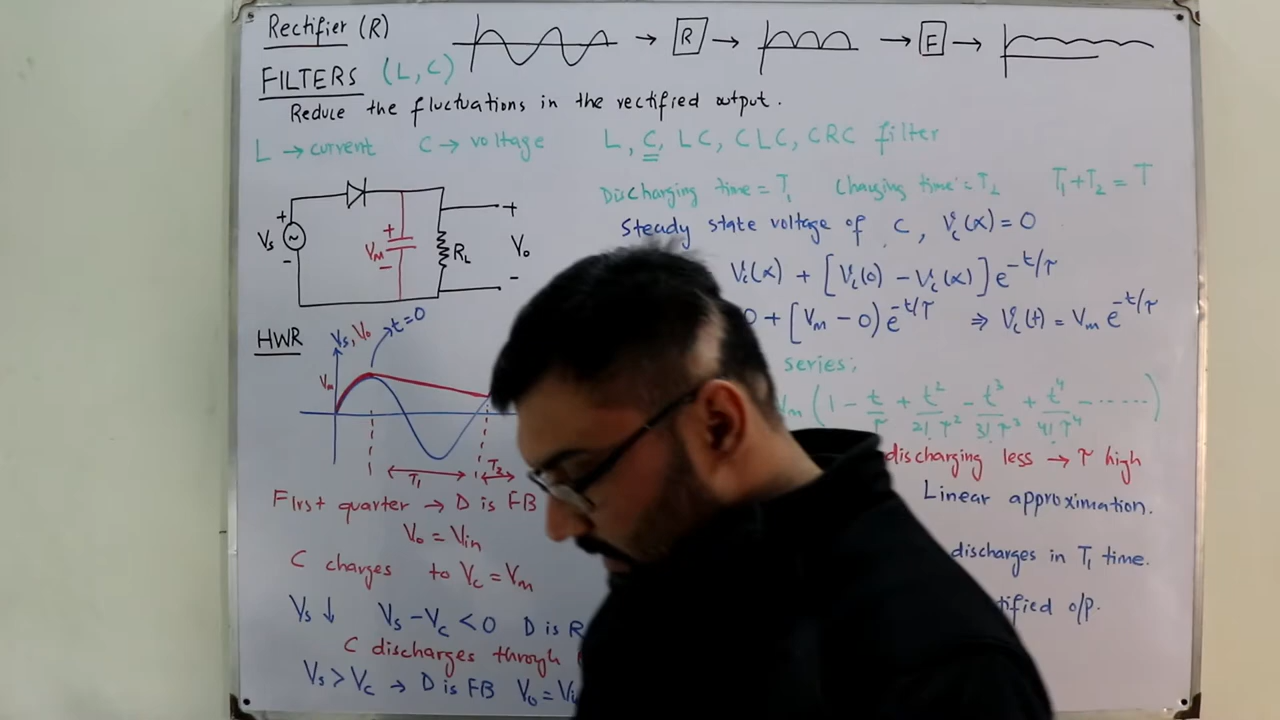 Rectifier (R)
R
F
FILTERS (L, C)
Reduce the fluctuations in the rectified output.
L → current C → voltage
L, C, LC, CLC, CRC filter
Discharging time = T₁ Charging time = T₂ T₁+T₂ = T
Steady state voltage of C, Vc(α) = 0
Vc(α) + [Vc(0) - Vc(α)] e^-t/τ
0 + [Vm - 0) e^-t/τ ⇒ Vc(t) = Vm e^-t/τ
series;
Vm (1 - t/τ + t²/2! τ² - t³/3! τ³ + t⁴/4! τ⁴ - ......)
discharging less → τ high
Linear approximation.
discharges in T₁ time.
o/p.
+
Vs
-
+
Vm
-
RL
+
Vo
-
HWR
Vs, Vo
t=0
Vm
T₁
T₂
First quarter → D is FB
Vo = Vin
C charges to Vc = Vm
Vs ↓ Vs - Vc < 0 D is R
C discharges through
Vs > Vc → D is FB Vo = Vi